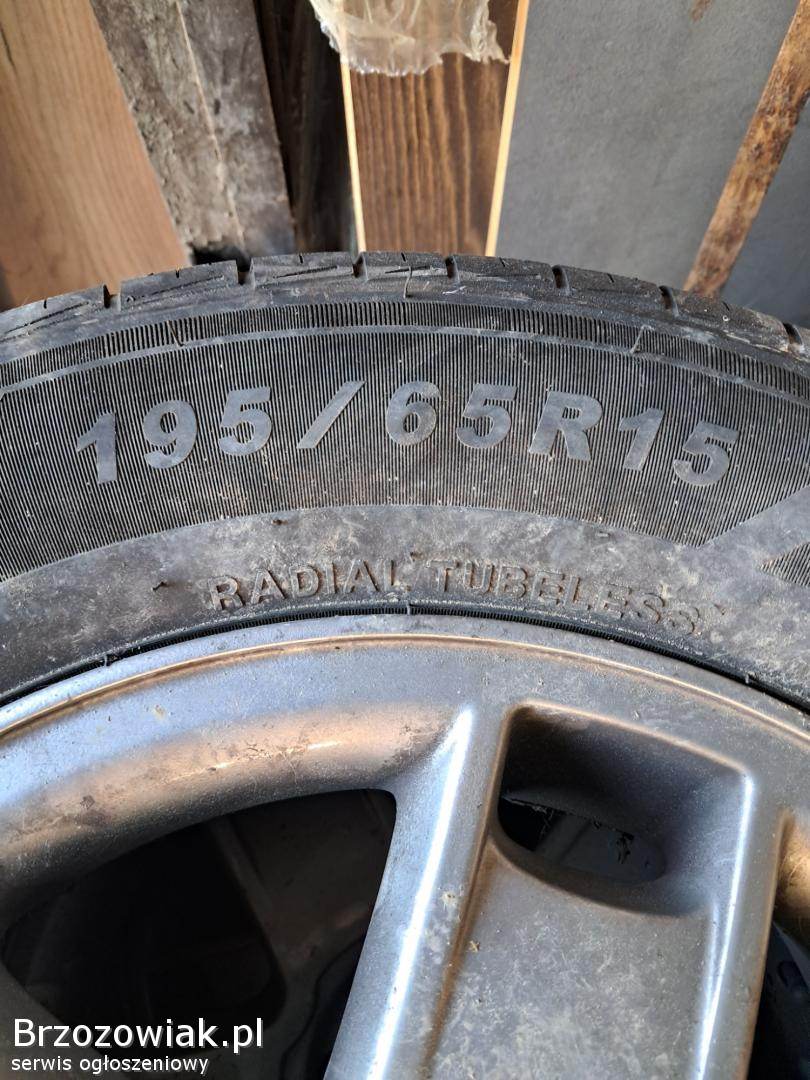 195/65R15
RADIAL TUBELESS
Brzozowiak.pl
serwis ogłoszeniowy